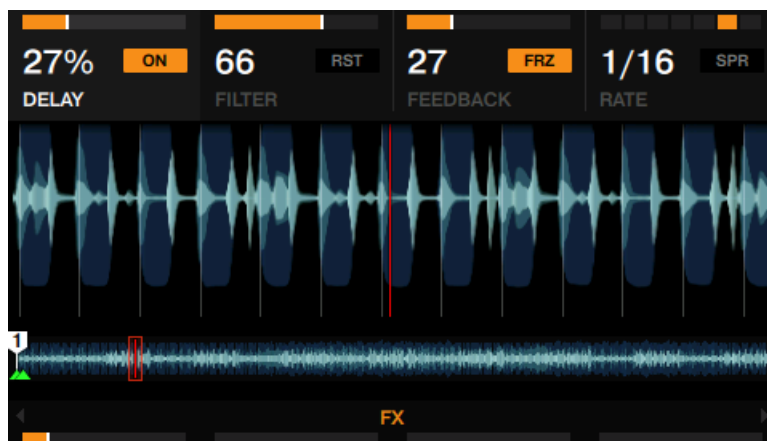 27% ON 66 RST 27 FRZ 1/16 SPR
DELAY FILTER FEEDBACK RATE
1
FX